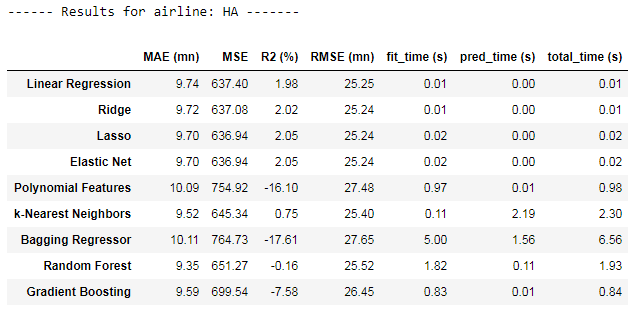 ------ Results for airline: HA -------
MAE (mn) MSE R2 (%) RMSE (mn) fit_time (s) pred_time (s) total_time (s)
Linear Regression 9.74 637.40 1.98 25.25 0.01 0.00 0.01
Ridge 9.72 637.08 2.02 25.24 0.01 0.00 0.01
Lasso 9.70 636.94 2.05 25.24 0.02 0.00 0.02
Elastic Net 9.70 636.94 2.05 25.24 0.02 0.00 0.02
Polynomial Features 10.09 754.92 -16.10 27.48 0.97 0.01 0.98
k-Nearest Neighbors 9.52 645.34 0.75 25.40 0.11 2.19 2.30
Bagging Regressor 10.11 764.73 -17.61 27.65 5.00 1.56 6.56
Random Forest 9.35 651.27 -0.16 25.52 1.82 0.11 1.93
Gradient Boosting 9.59 699.54 -7.58 26.45 0.83 0.01 0.84